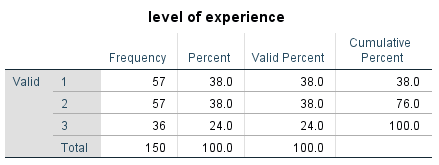 level of experience
Cumulative
Frequency Percent Valid Percent Percent
Valid 1 57 38.0 38.0 38.0
2 57 38.0 38.0 76.0
3 36 24.0 24.0 100.0
Total 150 100.0 100.0